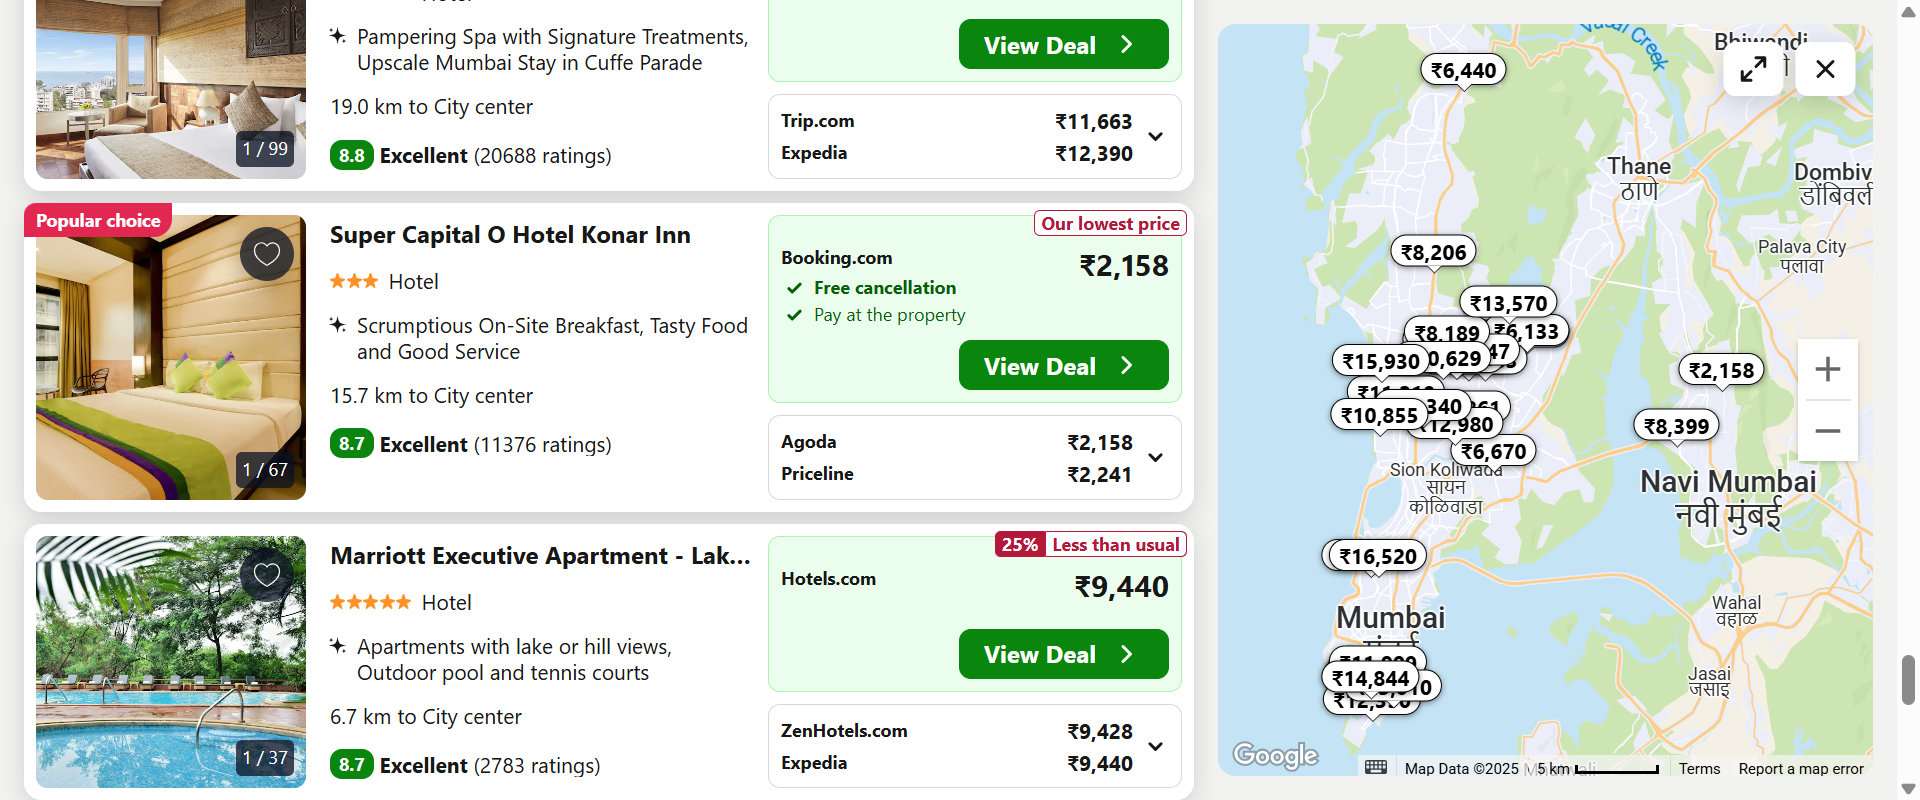 Pampering Spa with Signature Treatments,
Upscale Mumbai Stay in Cuffe Parade
19.0 km to City center
8.8 Excellent (20688 ratings)
1 / 99
View Deal
Trip.com ₹11,663
Expedia ₹12,390
Popular choice
Super Capital O Hotel Konar Inn
Hotel
Scrumptious On-Site Breakfast, Tasty Food
and Good Service
15.7 km to City center
8.7 Excellent (11376 ratings)
1 / 67
Our lowest price
Booking.com ₹2,158
Free cancellation
Pay at the property
View Deal
Agoda ₹2,158
Priceline ₹2,241
Marriott Executive Apartment - Lak...
Hotel
Apartments with lake or hill views,
Outdoor pool and tennis courts
6.7 km to City center
8.7 Excellent (2783 ratings)
1 / 37
25% Less than usual
Hotels.com ₹9,440
View Deal
ZenHotels.com ₹9,428
Expedia ₹9,440
Vasai Creek
Bhiwandi
₹6,440
Thane
ठाणे
Dombiv
डोंबिवली
₹8,206
Palava City
पलावा
₹13,570
₹8,189
₹6,133
₹15,930
0,629
47
₹2,158
340
₹10,855
12,980
₹8,399
₹6,670
Sion Koliwada
सायन
कोळिवाडा
Navi Mumbai
नवी मुंबई
₹16,520
Mumbai
मुंबई
Wahal
वहाळ
₹14,844
Jasai
जसाई
Google
Map Data ©2025
5 km
Terms
Report a map error